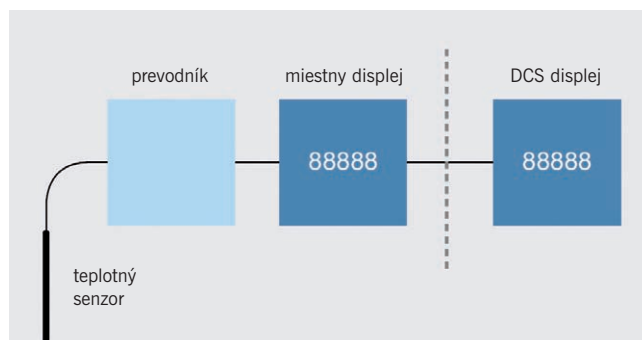 prevodník
miestny displej
DCS displej
88888
88888
teplotný
senzor